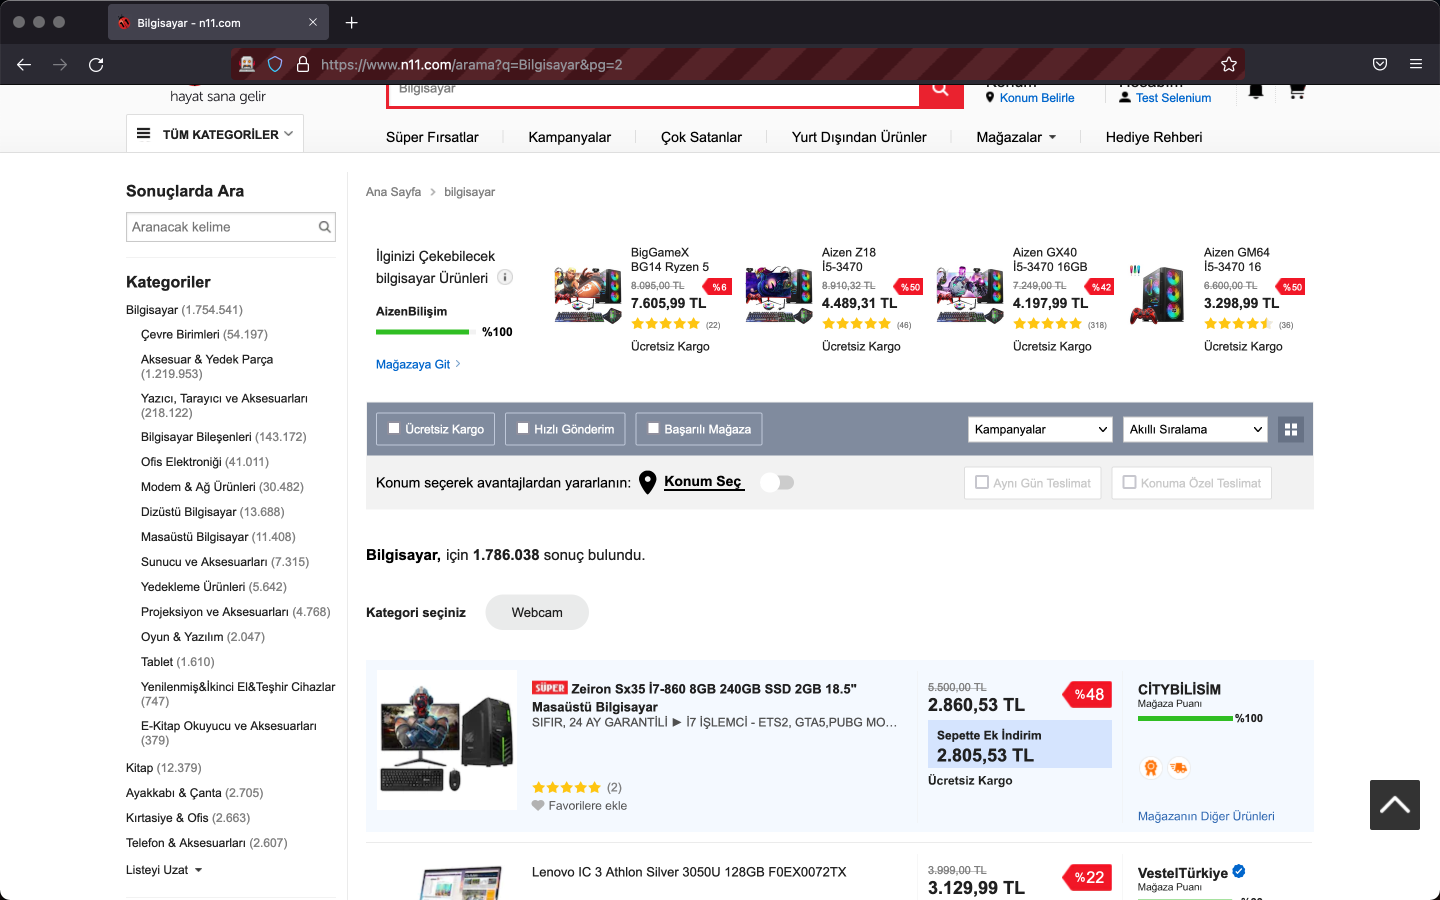 Bilgisayar - n11.com
https://www.n11.com/arama?q=Bilgisayar&pg=2
hayat sana gelir
Bilgisayar
Konum
Konum Belirle
Hesabım
Test Selenium
TÜM KATEGORİLER
Süper Fırsatlar
Kampanyalar
Çok Satanlar
Yurt Dışından Ürünler
Mağazalar
Hediye Rehberi
Sonuçlarda Ara
Aranacak kelime
Kategoriler
Bilgisayar (1.754.541)
Çevre Birimleri (54.197)
Aksesuar & Yedek Parça
(1.219.953)
Yazıcı, Tarayıcı ve Aksesuarları
(218.122)
Bilgisayar Bileşenleri (143.172)
Ofis Elektroniği (41.011)
Modem & Ağ Ürünleri (30.482)
Dizüstü Bilgisayar (13.688)
Masaüstü Bilgisayar (11.408)
Sunucu ve Aksesuarları (7.315)
Yedekleme Ürünleri (5.642)
Projeksiyon ve Aksesuarları (4.768)
Oyun & Yazılım (2.047)
Tablet (1.610)
Yenilenmiş&İkinci El&Teşhir Cihazlar
(747)
E-Kitap Okuyucu ve Aksesuarları
(379)
Kitap (12.379)
Ayakkabı & Çanta (2.705)
Kırtasiye & Ofis (2.663)
Telefon & Aksesuarları (2.607)
Listeyi Uzat
Ana Sayfa
bilgisayar
İlginizi Çekebilecek
bilgisayar Ürünleri
AizenBilişim
%100
Mağazaya Git
BigGameX
BG14 Ryzen 5
8.095,00 TL
7.605,99 TL
%6
(22)
Ücretsiz Kargo
Aizen Z18
İ5-3470
8.910,32 TL
4.489,31 TL
%50
(46)
Ücretsiz Kargo
Aizen GX40
İ5-3470 16GB
7.249,00 TL
4.197,99 TL
%42
(318)
Ücretsiz Kargo
Aizen GM64
İ5-3470 16
6.600,00 TL
3.298,99 TL
%50
(36)
Ücretsiz Kargo
Ücretsiz Kargo
Hızlı Gönderim
Başarılı Mağaza
Kampanyalar
Akıllı Sıralama
Konum seçerek avantajlardan yararlanın:
Konum Seç
Aynı Gün Teslimat
Konuma Özel Teslimat
Bilgisayar, için 1.786.038 sonuç bulundu.
Kategori seçiniz
Webcam
SÜPER Zeiron Sx35 İ7-860 8GB 240GB SSD 2GB 18.5"
Masaüstü Bilgisayar
SIFIR, 24 AY GARANTİLİ ► İ7 İŞLEMCİ - ETS2, GTA5,PUBG MO...
(2)
Favorilere ekle
5.500,00 TL
2.860,53 TL
%48
Sepette Ek İndirim
2.805,53 TL
Ücretsiz Kargo
CİTYBİLİSİM
Mağaza Puanı
%100
Mağazanın Diğer Ürünleri
Lenovo IC 3 Athlon Silver 3050U 128GB F0EX0072TX
3.999,00 TL
3.129,99 TL
%22
VestelTürkiye
Mağaza Puanı